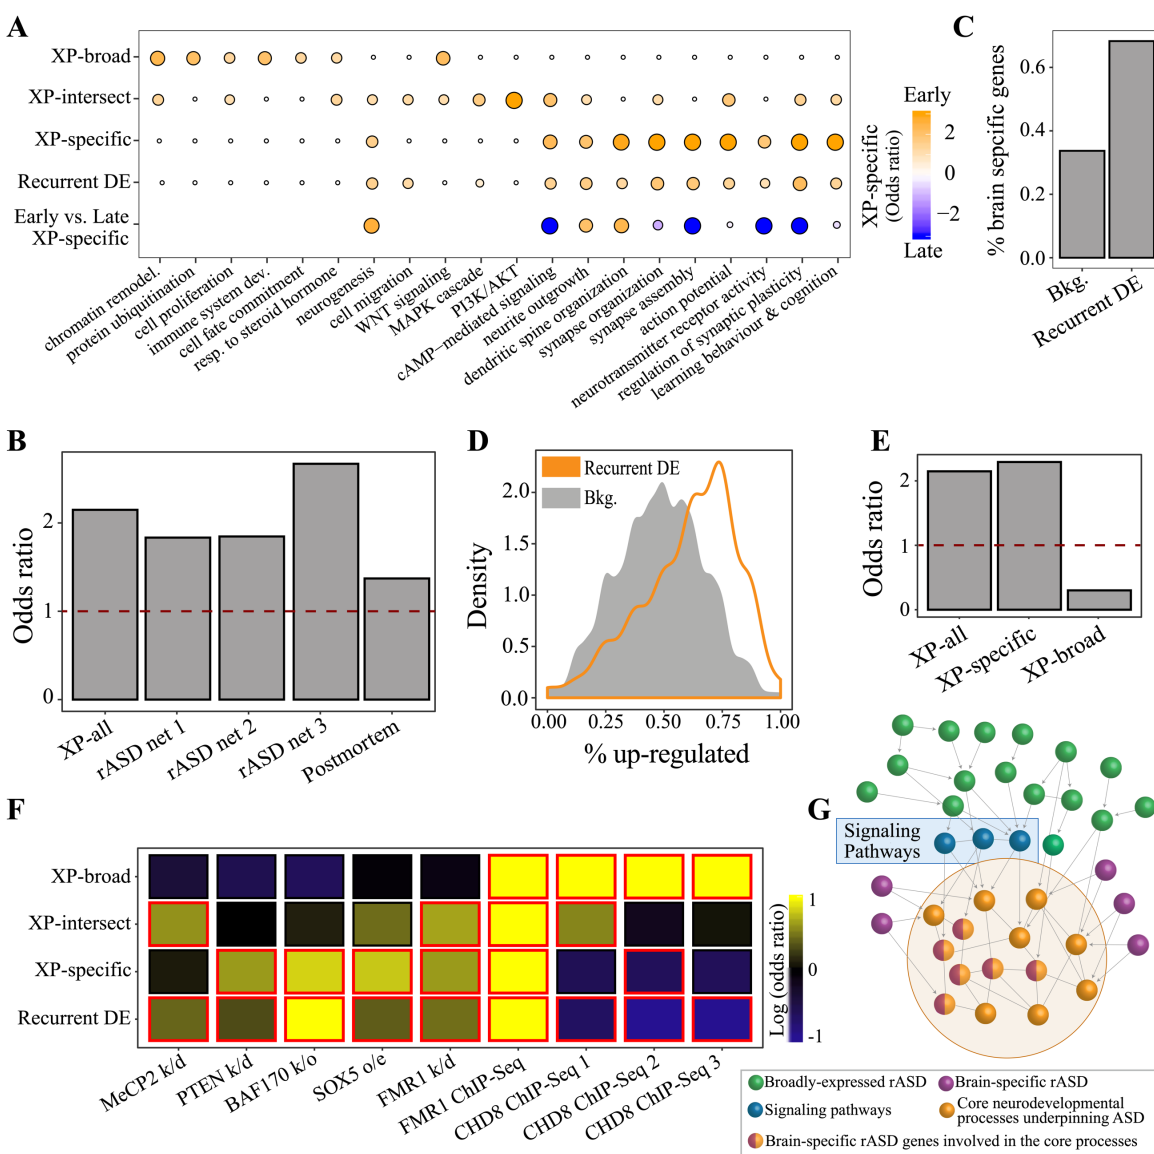 A
XP-broad
XP-intersect
XP-specific
Recurrent DE
Early vs. Late
XP-specific
chromatin remodel.
protein ubiquitination
cell proliferation
immune system dev.
cell fate commitment
resp. to steroid hormone
neurogenesis
cell migration
WNT signaling
MAPK cascade
PI3K/AKT
cAMP−mediated signaling
neurite outgrowth
dendritic spine organization
synapse organization
synapse assembly
action potential
neurotransmitter receptor activity
regulation of synaptic plasticity
learning behaviour & cognition
XP-specific
(Odds ratio)
Early
2
0
−2
Late
C
% brain sepcific genes
0.6
0.4
0.2
0.0
Bkg.
Recurrent DE
B
Odds ratio
2
1
0
XP-all
rASD net 1
rASD net 2
rASD net 3
Postmortem
D
Recurrent DE
Bkg.
Density
2.0
1.5
1.0
0.5
0.0
0.00
0.25
0.50
0.75
1.00
% up-regulated
E
Odds ratio
2
1
0
XP-all
XP-specific
XP-broad
F
XP-broad
XP-intersect
XP-specific
Recurrent DE
MeCP2 k/d
PTEN k/d
BAF170 k/o
SOX5 o/e
FMR1 k/d
FMR1 ChIP-Seq
CHD8 ChIP-Seq 1
CHD8 ChIP-Seq 2
CHD8 ChIP-Seq 3
Log (odds ratio)
1
0
-1
G
Signaling
Pathways
Broadly-expressed rASD
Brain-specific rASD
Signaling pathways
Core neurodevelopmental
processes underpinning ASD
Brain-specific rASD genes involved in the core processes